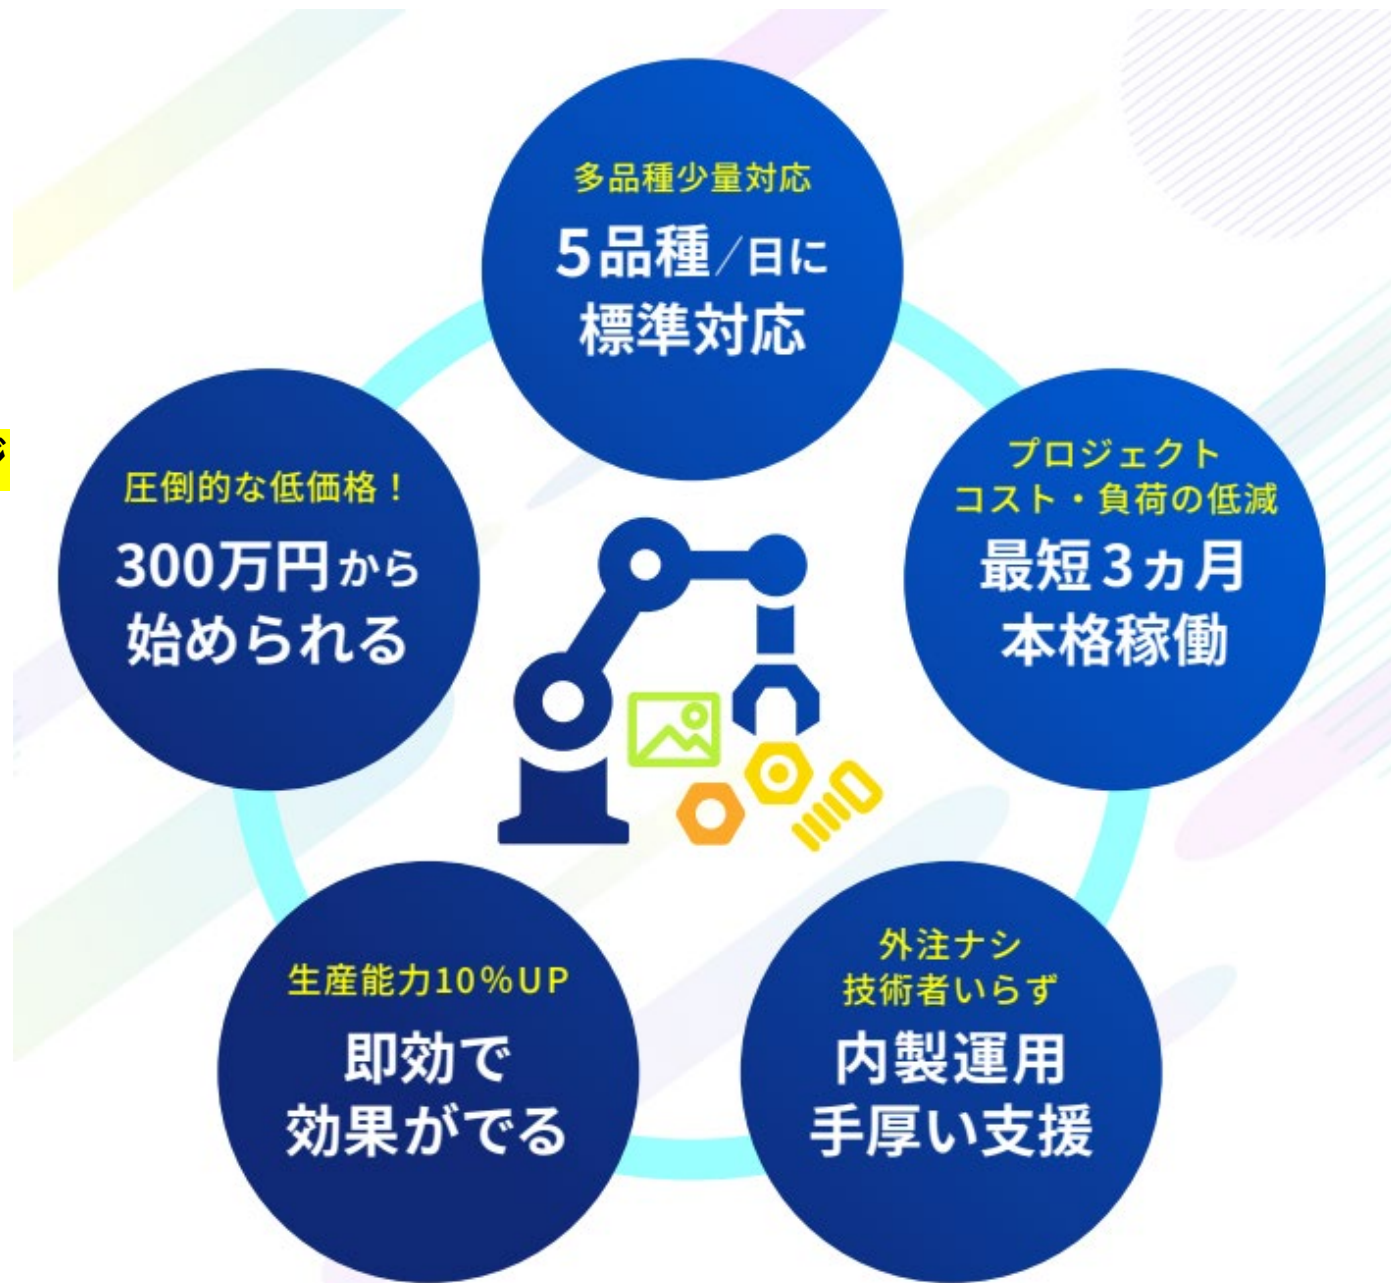 多品種少量対応
5品種/日に
標準対応
圧倒的な低価格！
300万円から
始められる
プロジェクト
コスト・負荷の低減
最短3ヵ月
本格稼働
生産能力10％UP
即効で
効果がでる
外注ナシ
技術者いらず
内製運用
手厚い支援